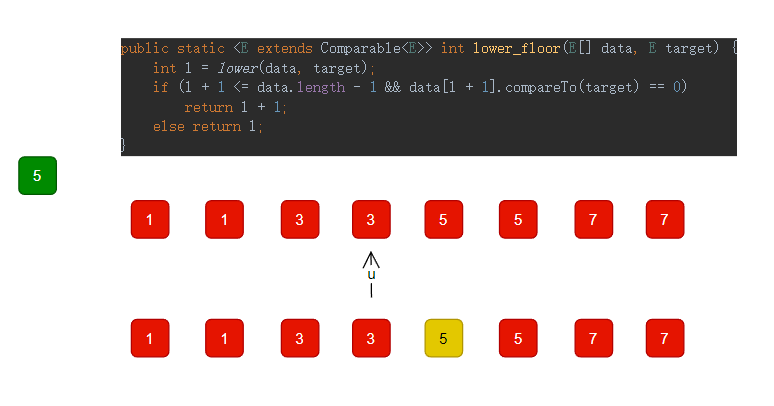 public static <E extends Comparable<E>> int lower_floor(E[] data, E target) {
int l = lower(data, target);
if (l + 1 <= data.length - 1 && data[l + 1].compareTo(target) == 0)
return l + 1;
else return l;
}
5
1 1 3 3 5 5 7 7
u
1 1 3 3 5 5 7 7